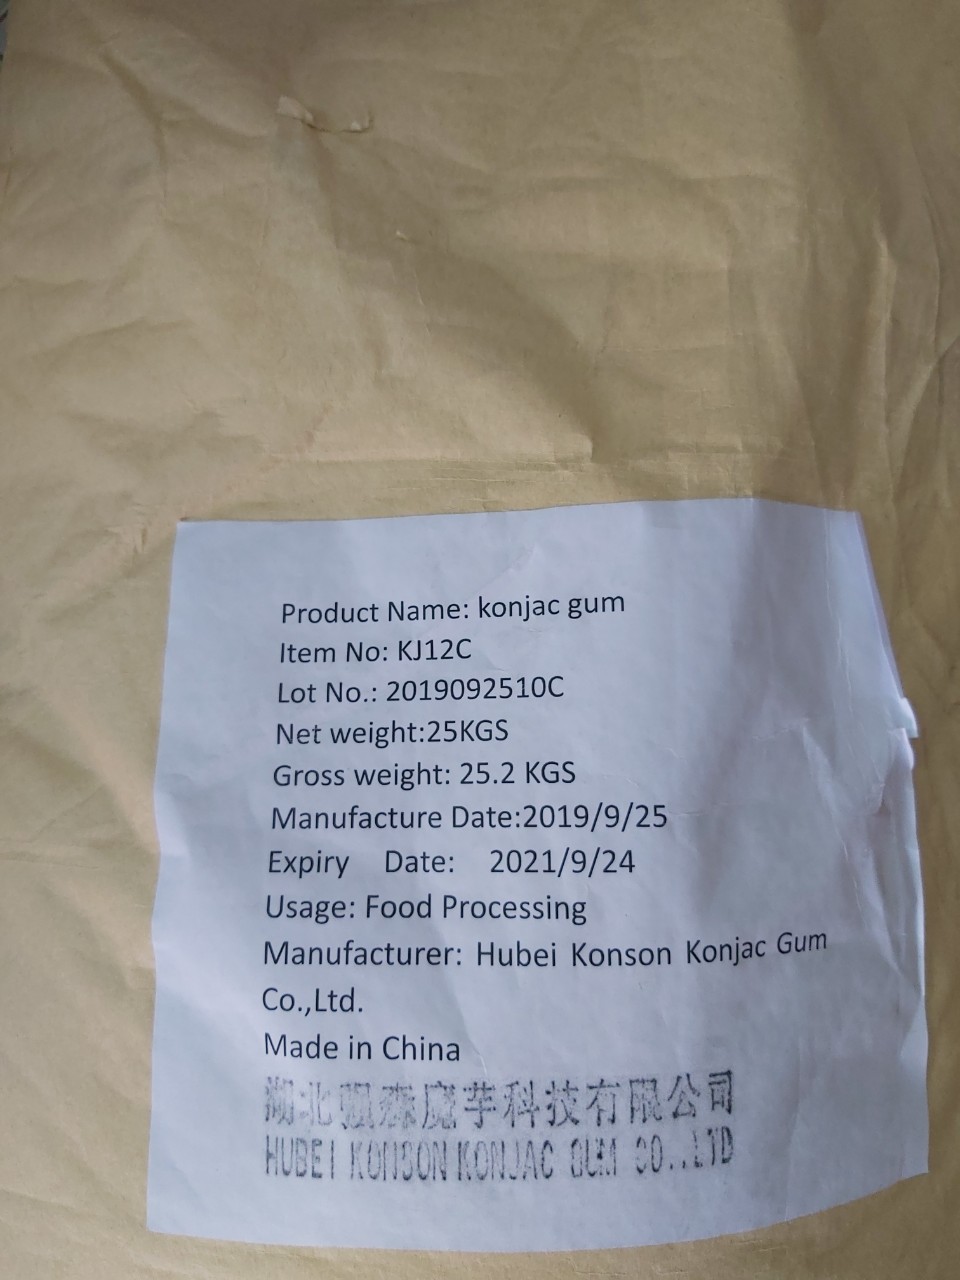 Product Name: konjac gum
Item No: KJ12C
Lot No.: 2019092510C
Net weight:25KGS
Gross weight: 25.2 KGS
Manufacture Date:2019/9/25
Expiry Date: 2021/9/24
Usage: Food Processing
Manufacturer: Hubei Konson Konjac Gum
Co.,Ltd.
Made in China
湖北强森魔芋科技有限公司
HUBEI KONSON KONJAC GUM CO.,LTD